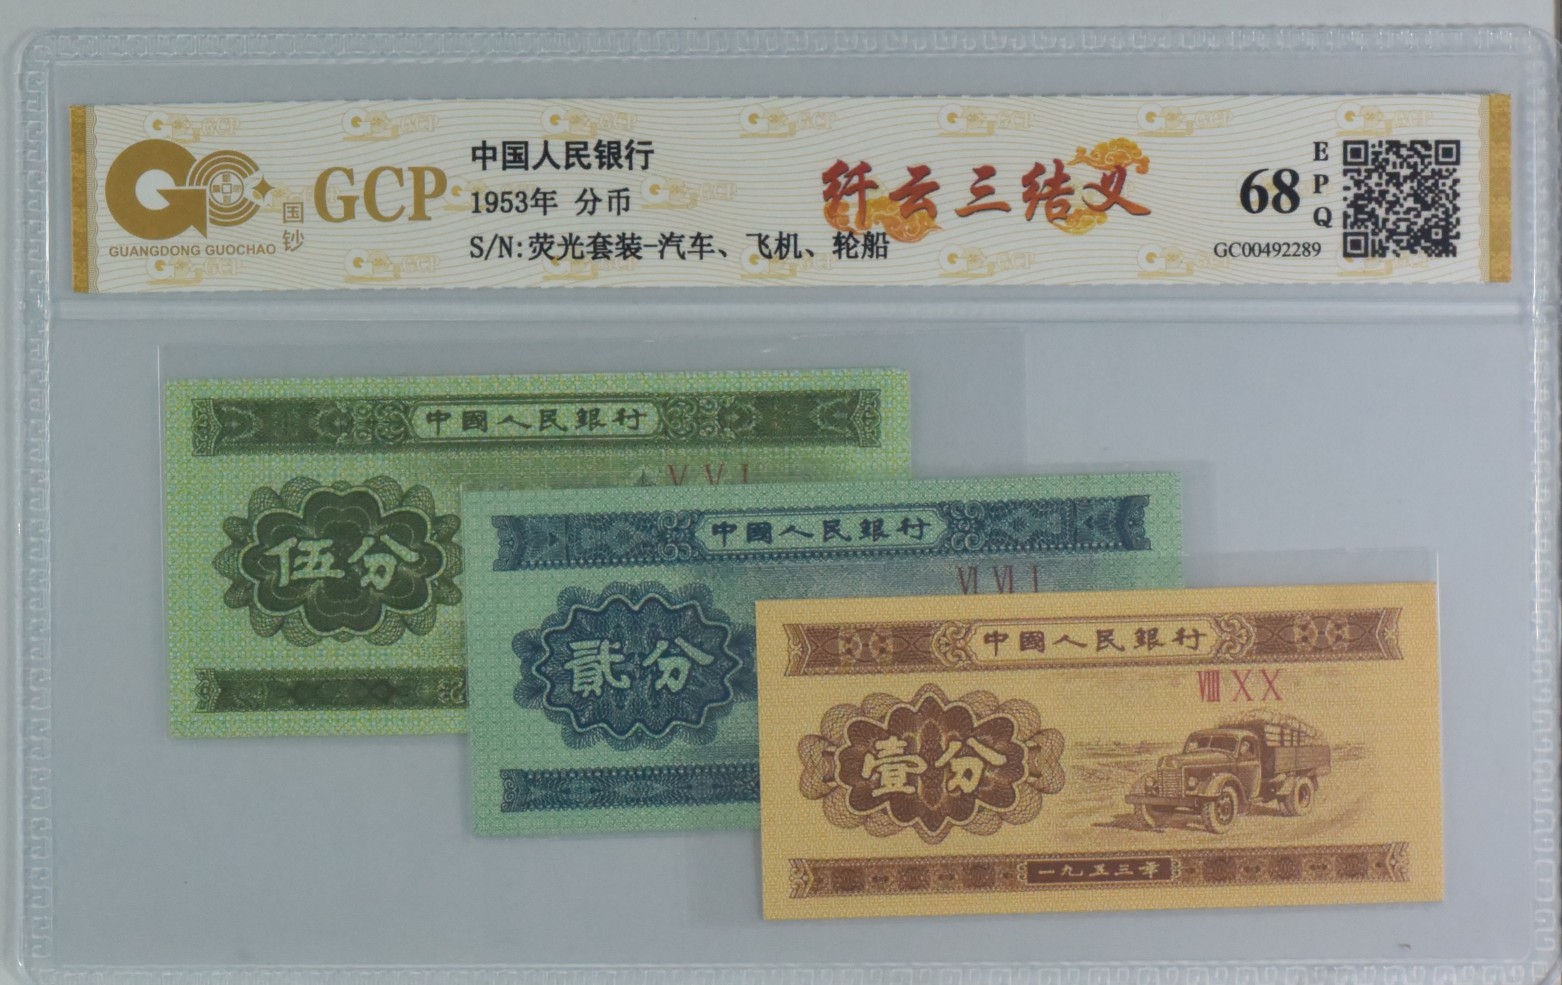 GCP
GUANGDONG GUOCHAO
国钞
中国人民银行
1953年 分币
S/N:荧光套装-汽车、飞机、轮船
纤云三结义
68
EPQ
GC00492289
中國人民銀行
V V I
伍分
中國人民銀行
VI VI I
貳分
中國人民銀行
VIII X X
壹分
一九五三年